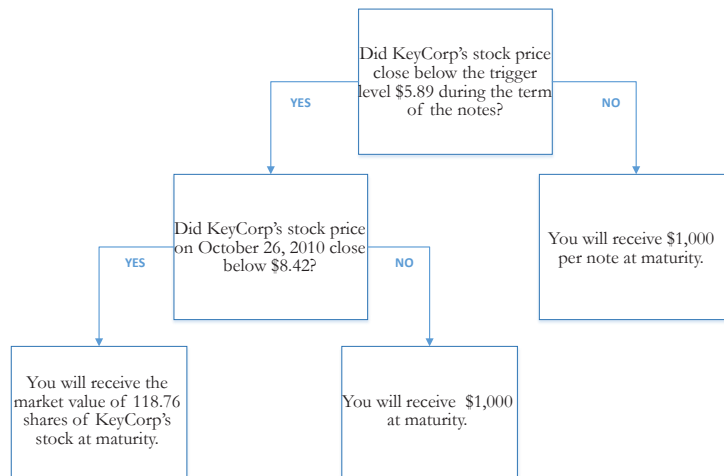 Did KeyCorp's stock price
close below the trigger
level $5.89 during the term
of the notes?
YES
NO
Did KeyCorp's stock price
on October 26, 2010 close
below $8.42?
You will receive $1,000
per note at maturity.
YES
NO
You will receive the
market value of 118.76
shares of KeyCorp's
stock at maturity.
You will receive $1,000
at maturity.